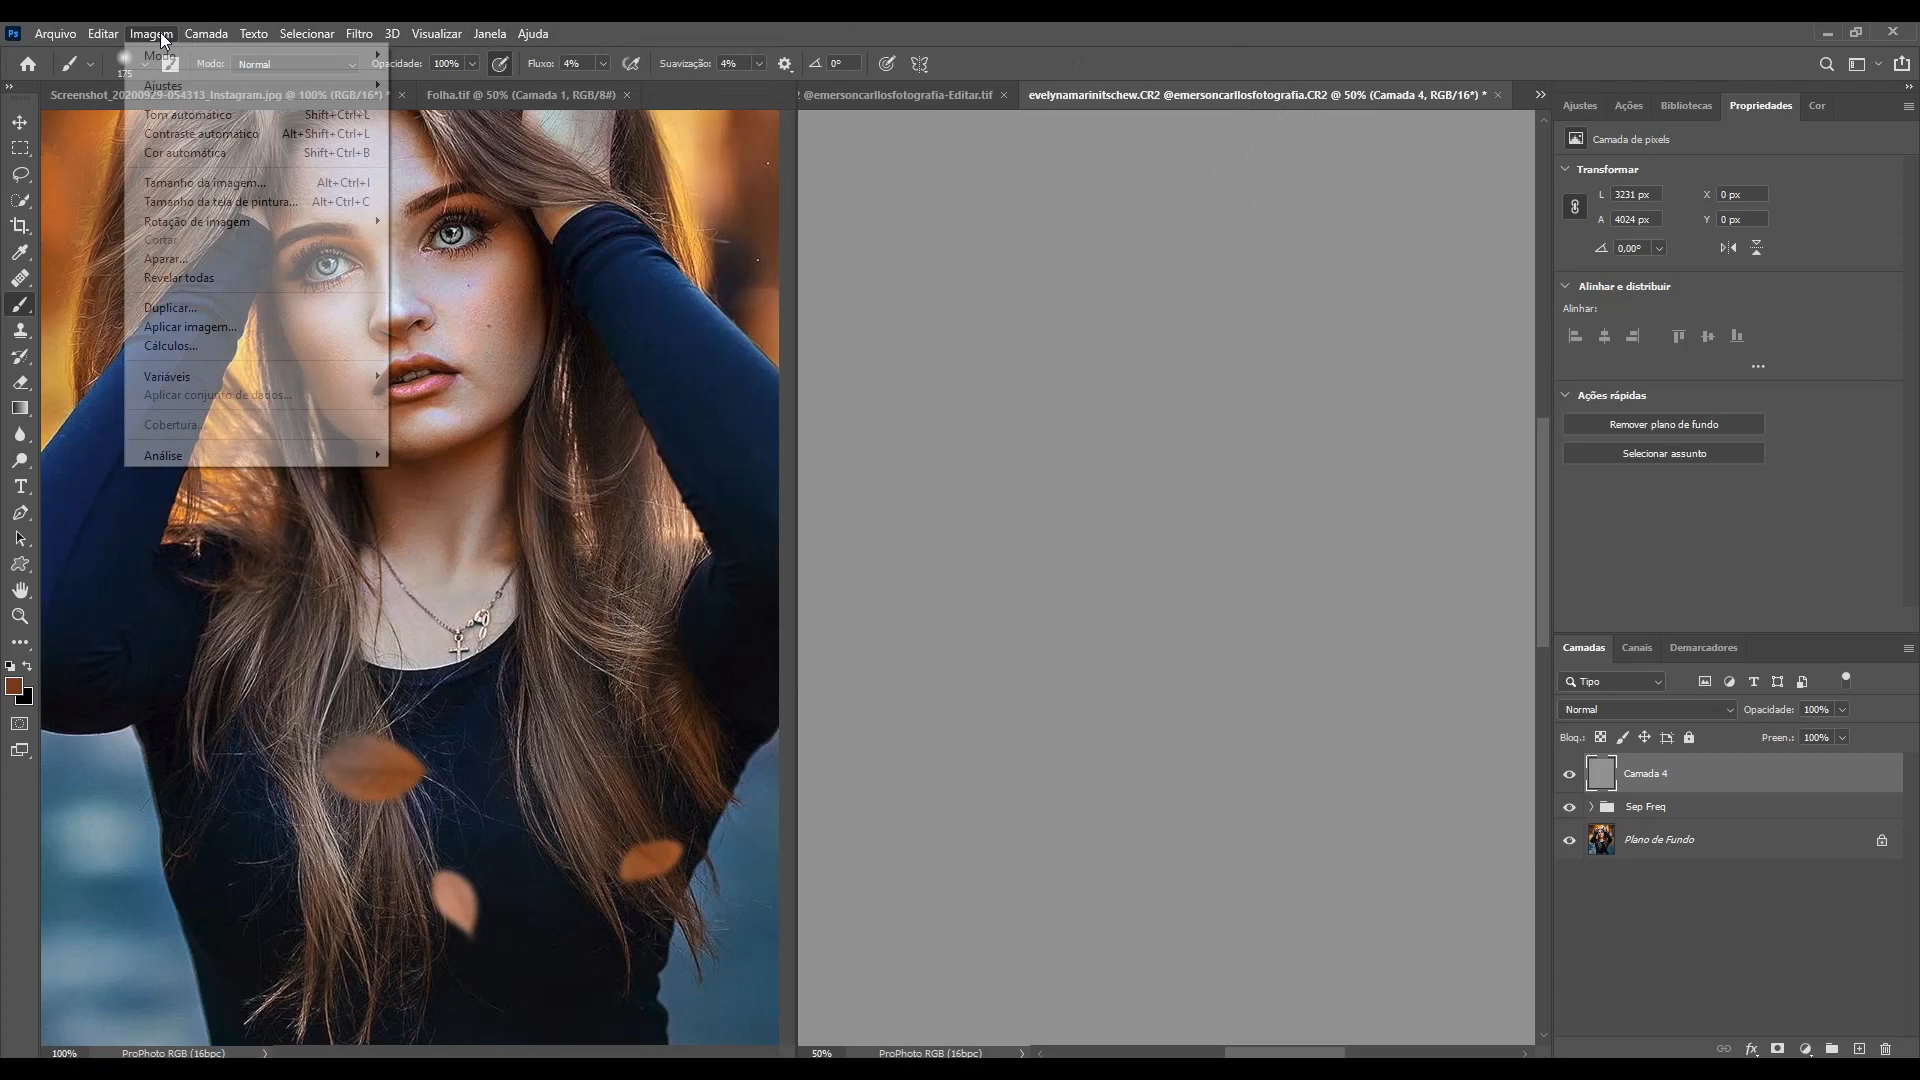 Ps Arquivo Editar Imagem Camada Texto Selecionar Filtro 3D Visualizar Janela Ajuda
175 Modo: Normal Opacidade: 100% Fluxo: 4% Suavização: 4% 0°
Screenshot_20200929-054313_Instagram.jpg @ 100% (RGB/16*) * Folha.tif @ 50% (Camada 1, RGB/8#)
@emersoncarllosfotografia-Editar.tif evelynamarinitschew.CR2 @emersoncarllosfotografia.CR2 @ 50% (Camada 4, RGB/16*) *
Modo
Ajustes
Tom automático Shift+Ctrl+L
Contraste automático Alt+Shift+Ctrl+L
Cor automática Shift+Ctrl+B
Tamanho da imagem... Alt+Ctrl+I
Tamanho da tela de pintura... Alt+Ctrl+C
Rotação de imagem
Cortar
Aparar...
Revelar todas
Duplicar...
Aplicar imagem...
Cálculos...
Variáveis
Aplicar conjunto de dados...
Cobertura...
Análise
Ajustes Ações Bibliotecas Propriedades Cor
Camada de pixels
Transformar
L 3231 px X 0 px
A 4024 px Y 0 px
0,00°
Alinhar e distribuir
Alinhar:
Ações rápidas
Remover plano de fundo
Selecionar assunto
Camadas Canais Demarcadores
Tipo
Normal Opacidade: 100%
Bloq.: Preen.: 100%
Camada 4
Sep Freq
Plano de Fundo
100% ProPhoto RGB (16bpc)
50% ProPhoto RGB (16bpc)